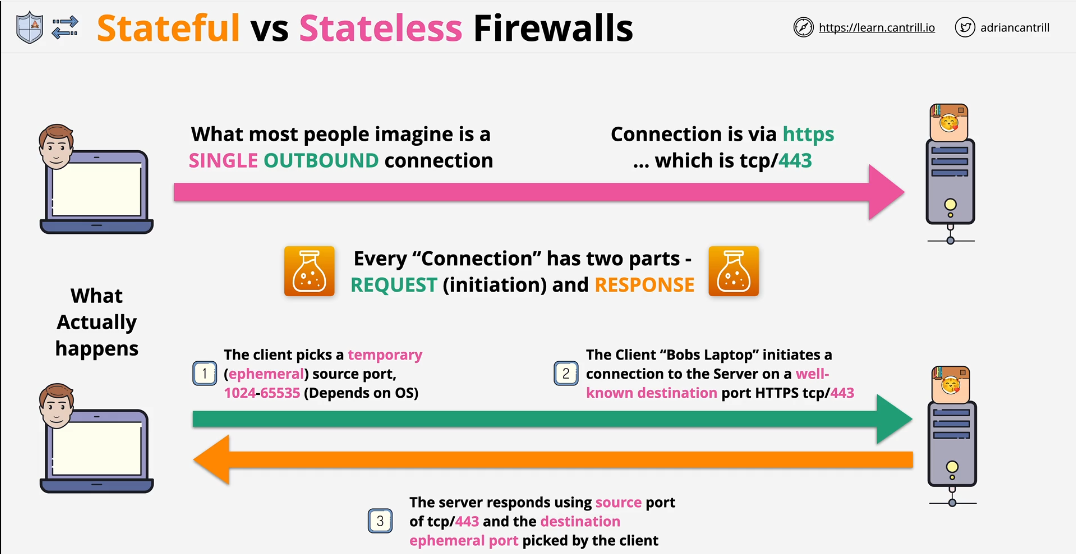 Stateful vs Stateless Firewalls
https://learn.cantrill.io
adriancantrill
What most people imagine is a
SINGLE OUTBOUND connection
Connection is via https
... which is tcp/443
Every “Connection” has two parts -
REQUEST (initiation) and RESPONSE
What
Actually
happens
1
The client picks a temporary
(ephemeral) source port,
1024-65535 (Depends on OS)
2
The Client “Bobs Laptop” initiates a
connection to the Server on a well-
known destination port HTTPS tcp/443
3
The server responds using source port
of tcp/443 and the destination
ephemeral port picked by the client